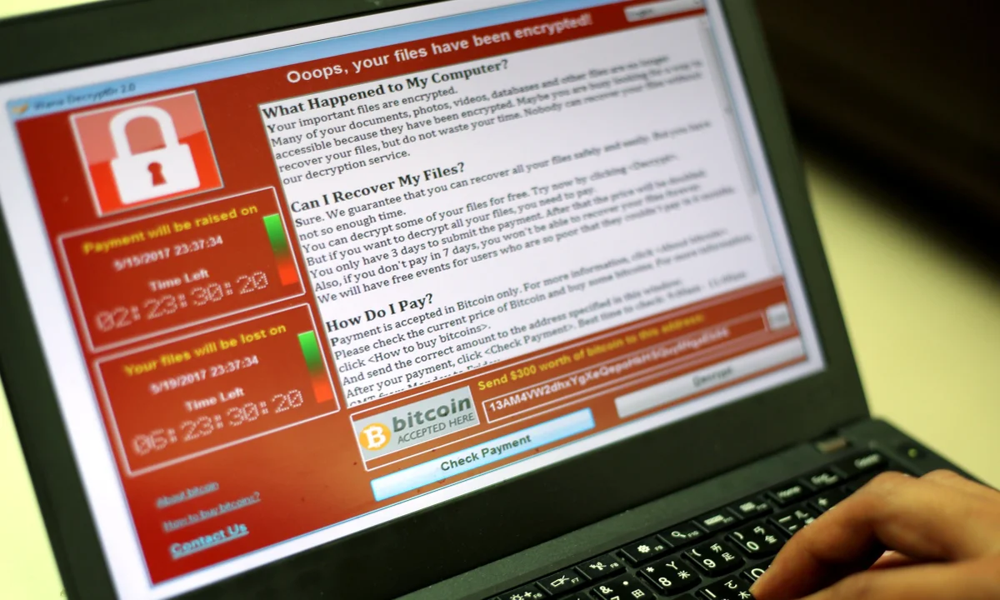 Wana Decrypt0r 2.0
Ooops, your files have been encrypted!
What Happened to My Computer?
Your important files are encrypted.
Many of your documents, photos, videos, databases and other files are no longer
accessible because they have been encrypted. Maybe you are busy looking for a way to
recover your files, but do not waste your time. Nobody can recover your files without
our decryption service.
Can I Recover My Files?
Sure. We guarantee that you can recover all your files safely and easily. But you have
not so enough time.
You can decrypt some of your files for free. Try now by clicking <Decrypt>.
But if you want to decrypt all your files, you need to pay.
You only have 3 days to submit the payment. After that the price will be doubled.
Also, if you don't pay in 7 days, you won't be able to recover your files forever.
We will have free events for users who are so poor that they couldn't pay in 6 months.
How Do I Pay?
Payment is accepted in Bitcoin only. For more information, click <About bitcoin>.
Please check the current price of Bitcoin and buy some bitcoins. For more information,
click <How to buy bitcoins>.
And send the correct amount to the address specified in this window.
After your payment, click <Check Payment>. Best time to check:
GMT from Monday to Friday
Payment will be raised on
5/15/2017 23:37:34
Time Left
02:23:30:20
Your files will be lost on
5/19/2017 23:37:34
Time Left
06:23:30:20
About bitcoin
How to buy bitcoins?
Contact Us
Send $300 worth of bitcoin to this address:
bitcoin
ACCEPTED HERE
Check Payment
Decrypt
F7
F8
F9
& 7
* 8 米
( 9
) 0